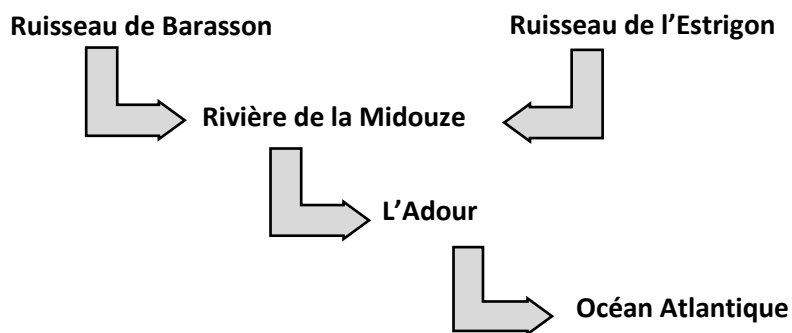 Ruisseau de Barasson
Ruisseau de l’Estrigon
Rivière de la Midouze
L’Adour
Océan Atlantique